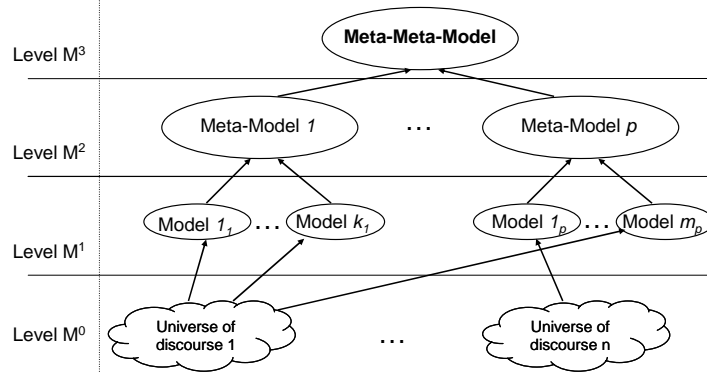 Meta-Meta-Model
Level M³
Meta-Model 1
...
Meta-Model p
Level M²
Model 1₁
...
Model k₁
Model 1ₚ
...
Model mₚ
Level M¹
Universe of
discourse 1
...
Universe of
discourse n
Level M⁰